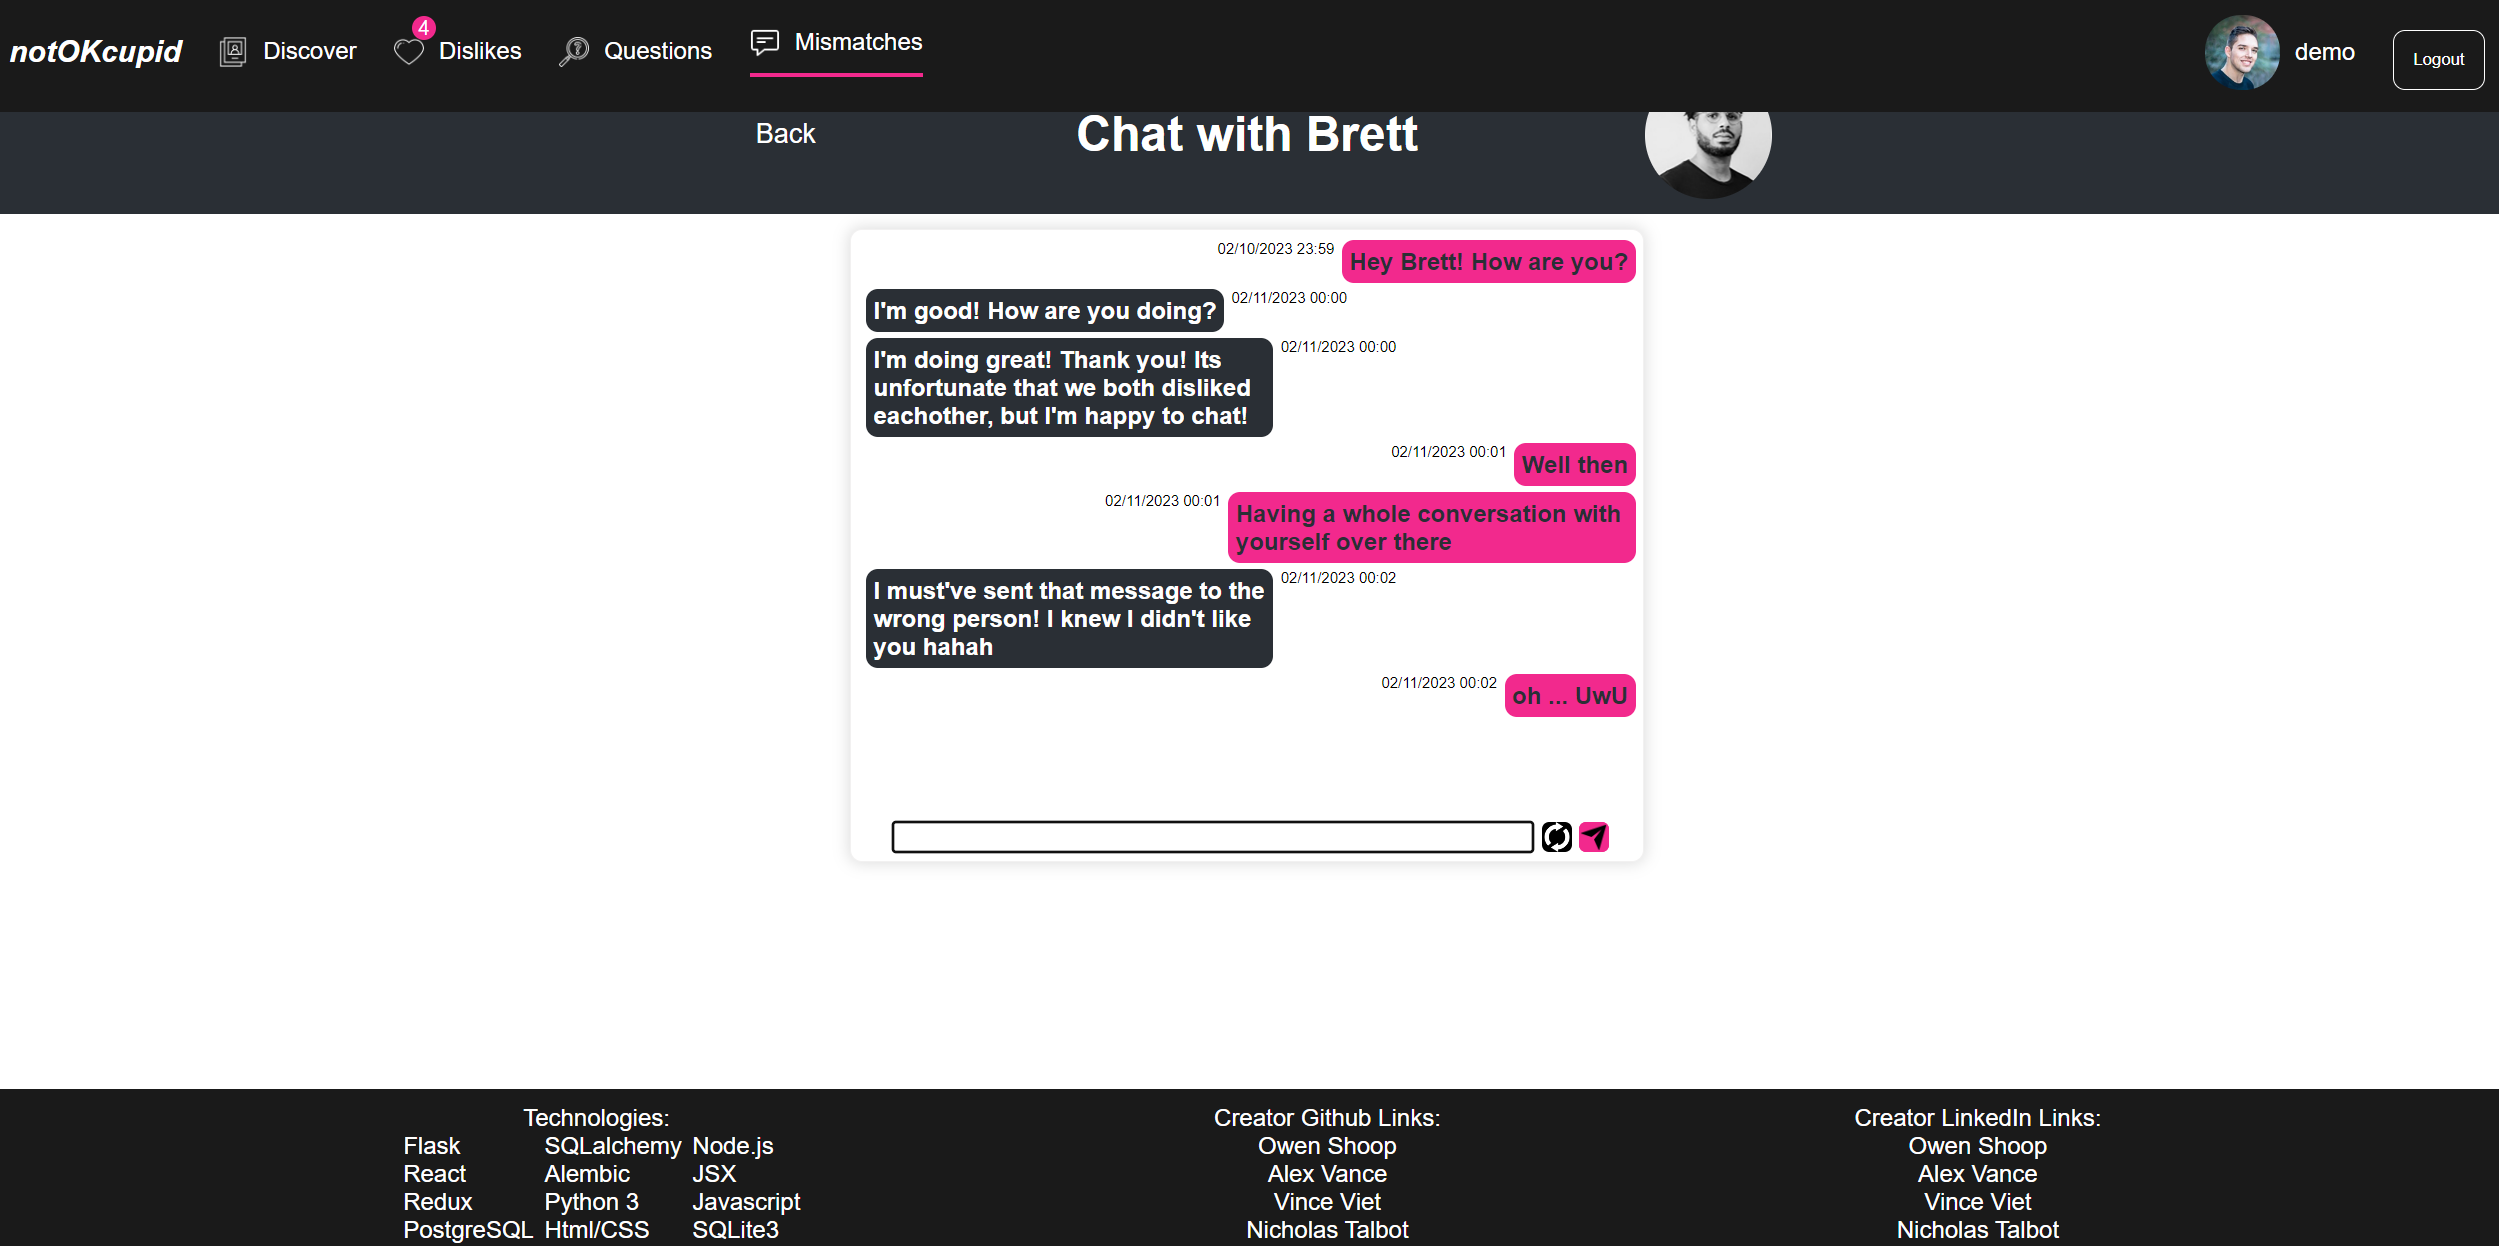 notOKcupid Discover 4 Dislikes Questions Mismatches demo Logout
Back Chat with Brett
02/10/2023 23:59 Hey Brett! How are you?
I'm good! How are you doing? 02/11/2023 00:00
I'm doing great! Thank you! Its 02/11/2023 00:00
unfortunate that we both disliked
eachother, but I'm happy to chat!
02/11/2023 00:01 Well then
02/11/2023 00:01 Having a whole conversation with
yourself over there
I must've sent that message to the 02/11/2023 00:02
wrong person! I knew I didn't like
you hahah
02/11/2023 00:02 oh ... UwU
Technologies:
Flask SQLalchemy Node.js
React Alembic JSX
Redux Python 3 Javascript
PostgreSQL Html/CSS SQLite3
Creator Github Links:
Owen Shoop
Alex Vance
Vince Viet
Nicholas Talbot
Creator LinkedIn Links:
Owen Shoop
Alex Vance
Vince Viet
Nicholas Talbot